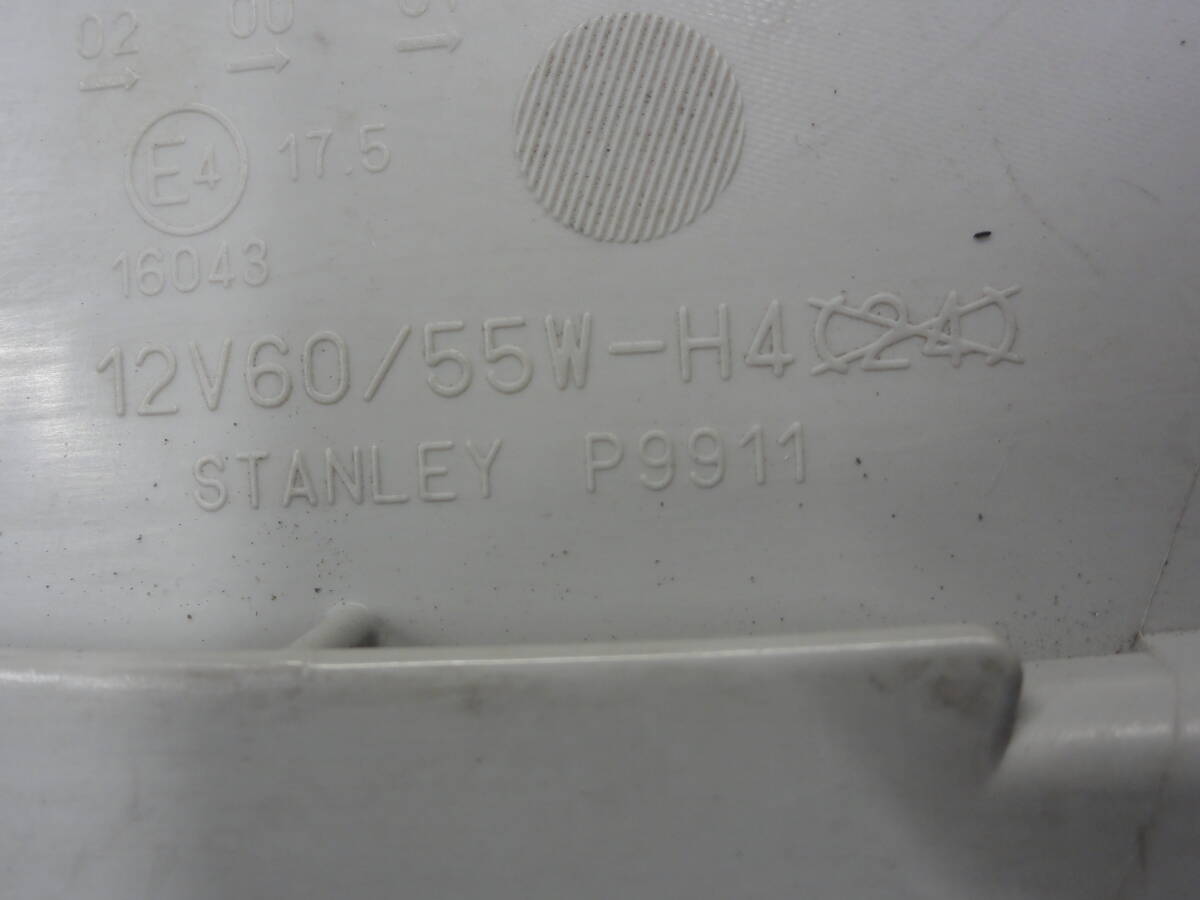 02 00
→ → →
E4 17.5
16043
12V60/55W-H4 24
STANLEY P9911